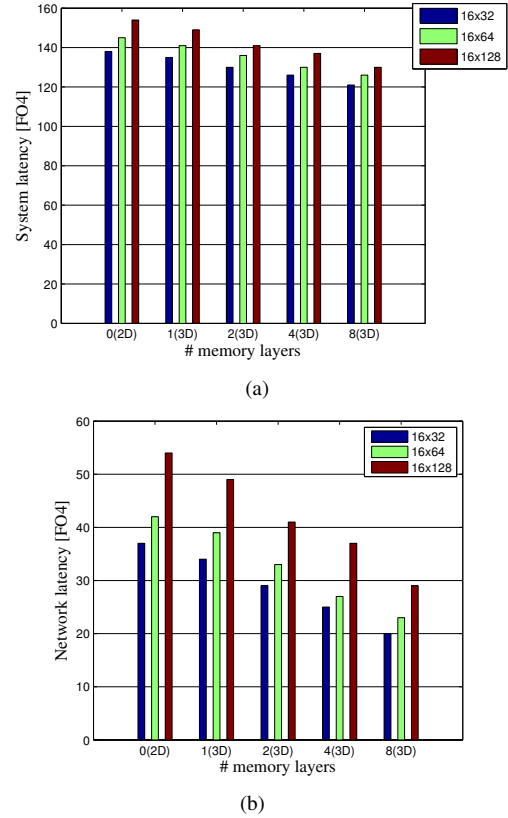 160
140
120
100
80
60
40
20
0
System latency [FO4]
16x32
16x64
16x128
0(2D) 1(3D) 2(3D) 4(3D) 8(3D)
# memory layers
(a)
60
50
40
30
20
10
0
Network latency [FO4]
16x32
16x64
16x128
0(2D) 1(3D) 2(3D) 4(3D) 8(3D)
# memory layers
(b)